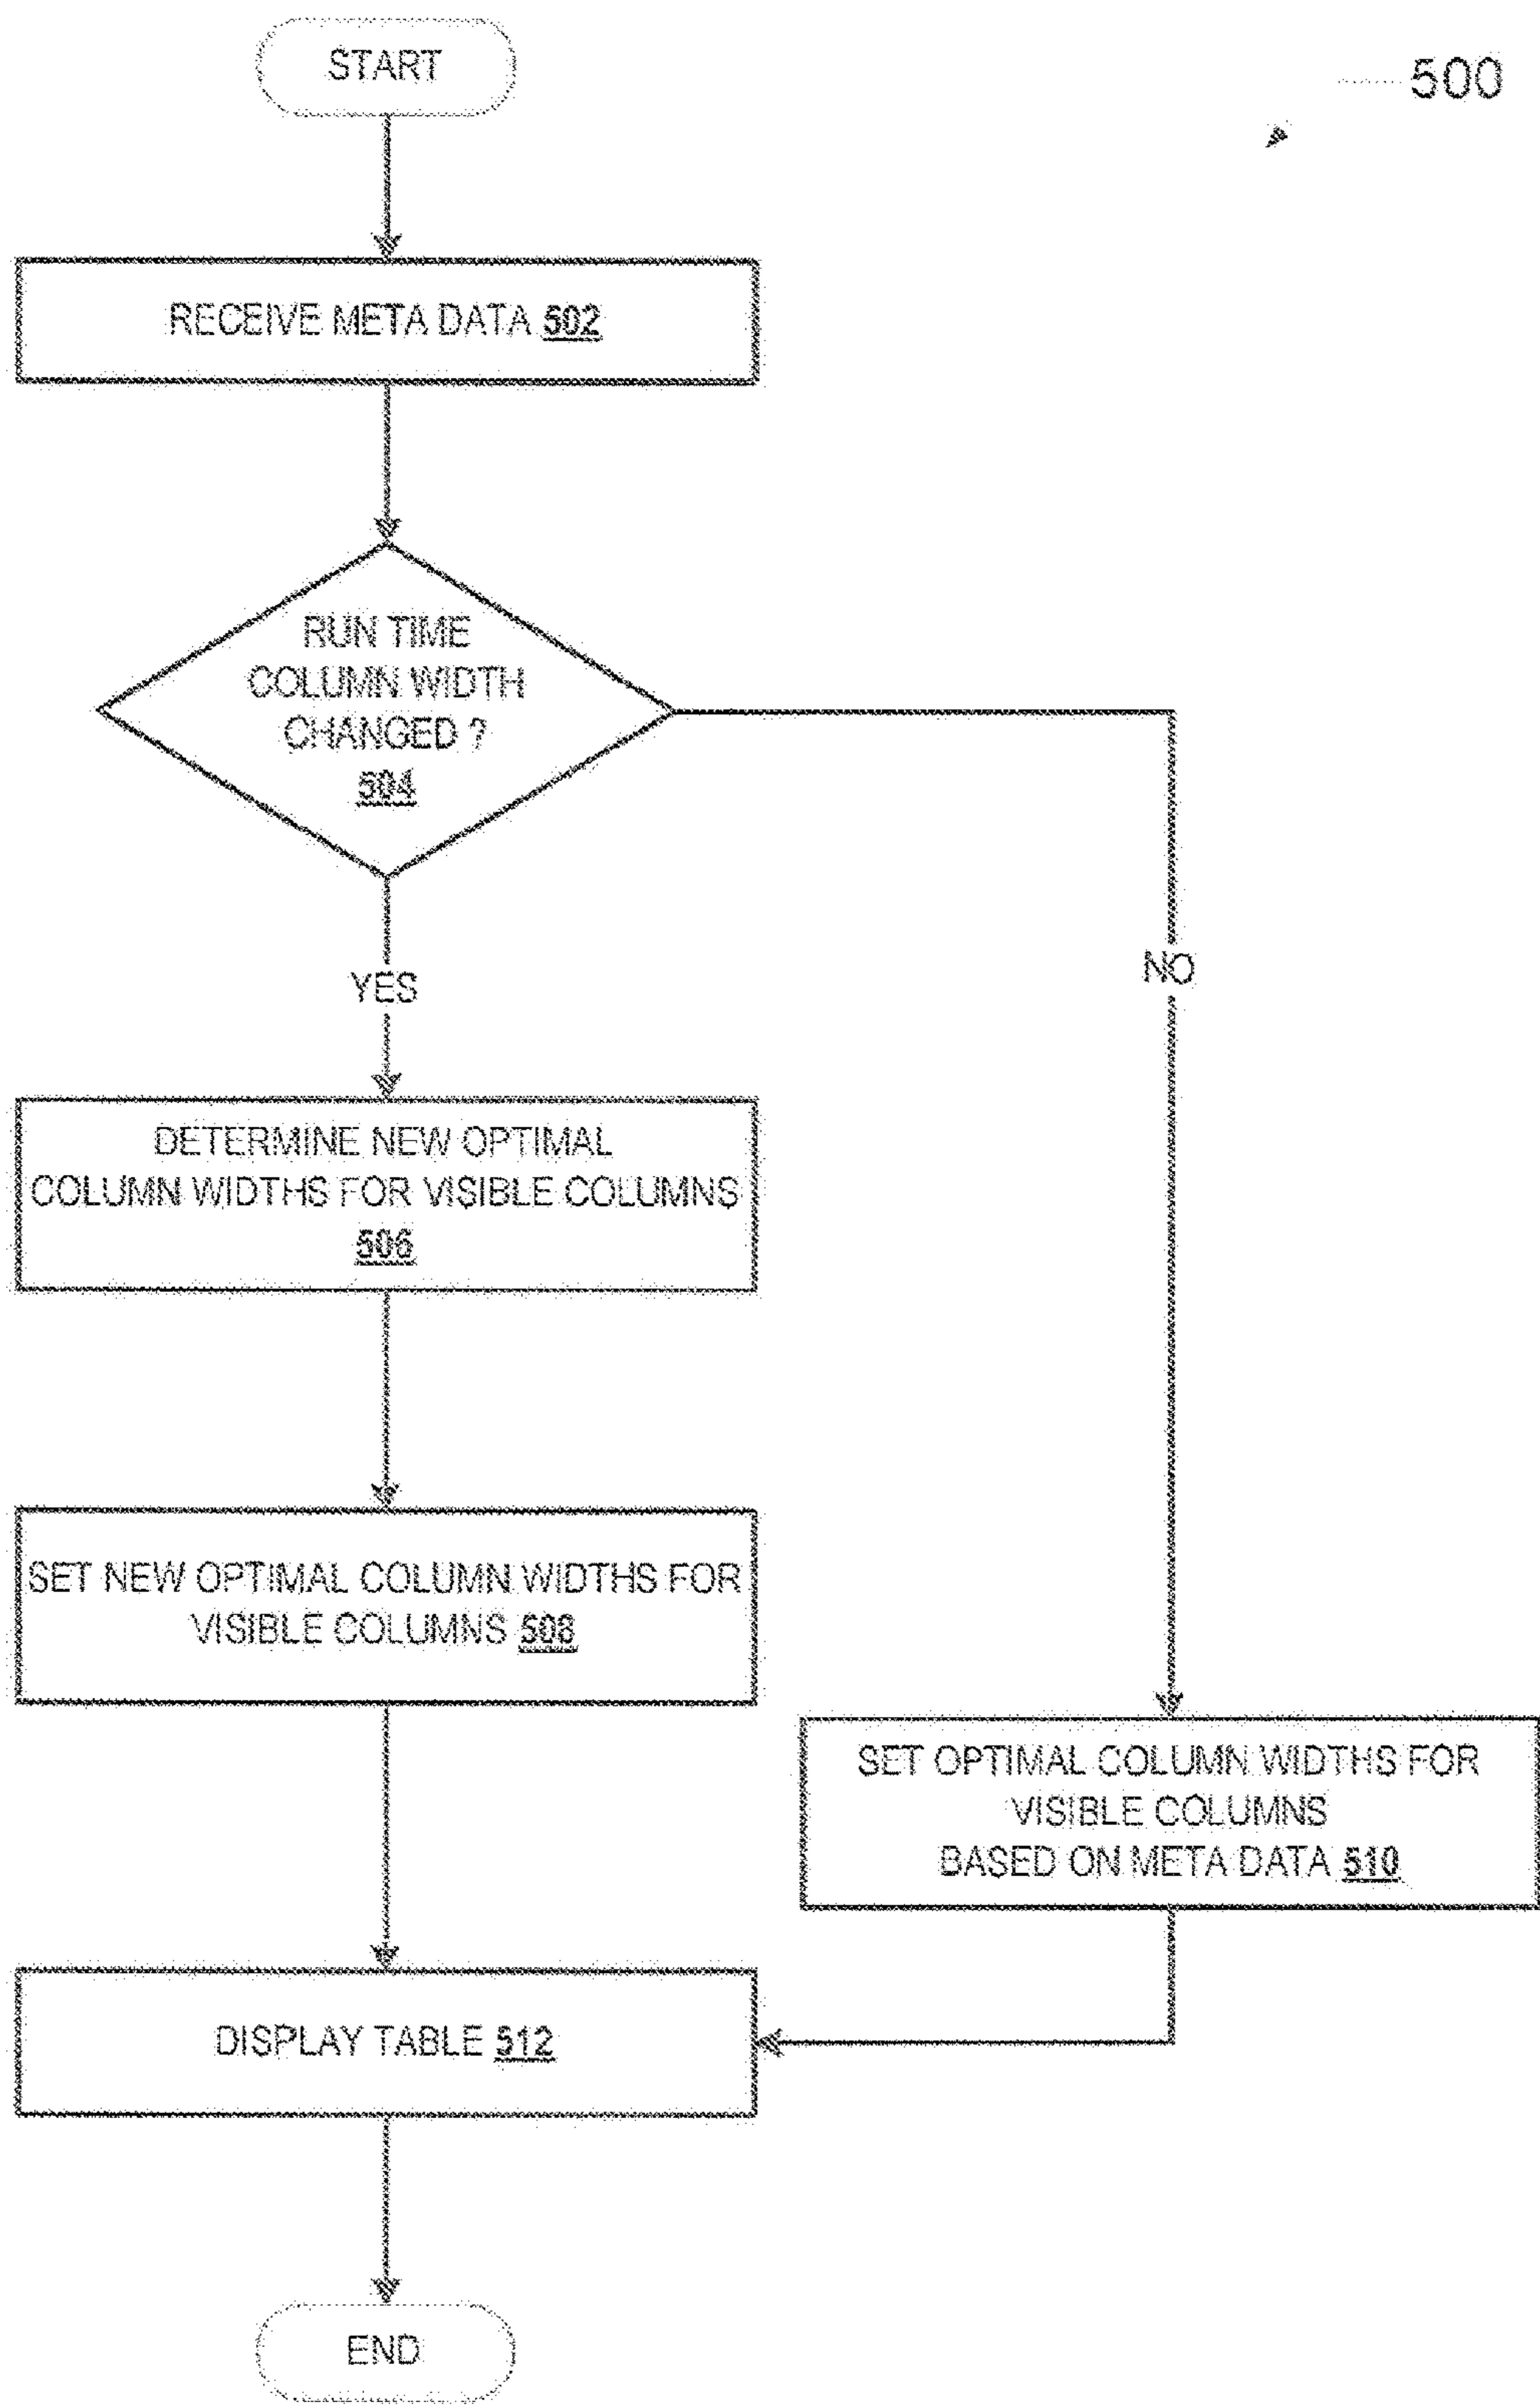 START
500
RECEIVE META DATA 502
RUN TIME
COLUMN WIDTH
CHANGED ?
504
YES
NO
DETERMINE NEW OPTIMAL
COLUMN WIDTHS FOR VISIBLE COLUMNS
506
SET NEW OPTIMAL COLUMN WIDTHS FOR
VISIBLE COLUMNS 508
SET OPTIMAL COLUMN WIDTHS FOR
VISIBLE COLUMNS
BASED ON META DATA 510
DISPLAY TABLE 512
END